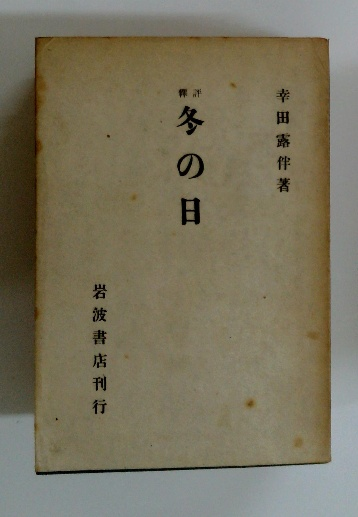 幸田露伴著
評釋
冬の日
岩波書店刊行